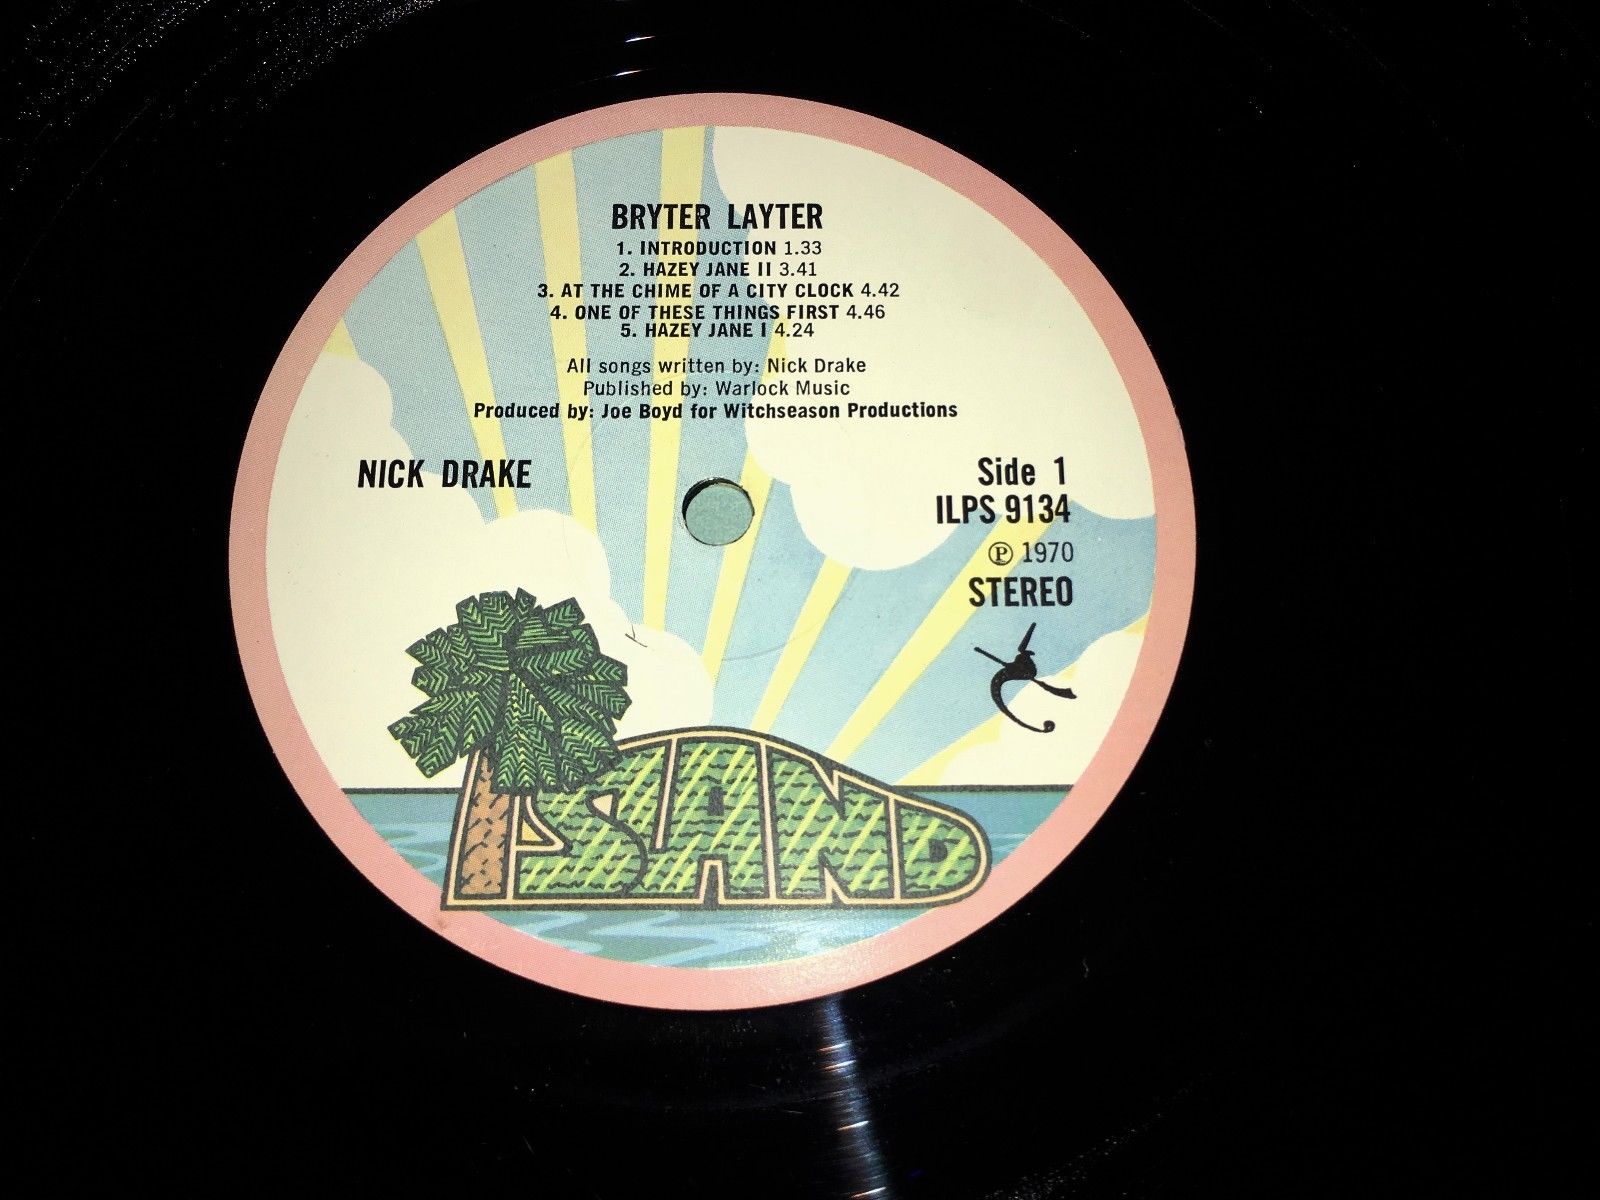 BRYTER LAYTER
1. INTRODUCTION 1.33
2. HAZEY JANE II 3.41
3. AT THE CHIME OF A CITY CLOCK 4.42
4. ONE OF THESE THINGS FIRST 4.46
5. HAZEY JANE I 4.24
All songs written by: Nick Drake
Published by: Warlock Music
Produced by: Joe Boyd for Witchseason Productions
NICK DRAKE
Side 1
ILPS 9134
Ⓟ 1970
STEREO
ISLAND